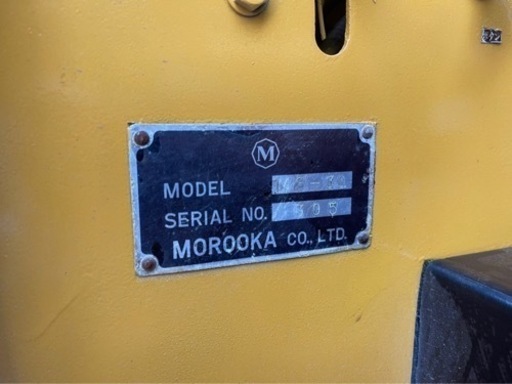 M
MODEL
SERIAL NO.
MOROOKA CO., LTD.